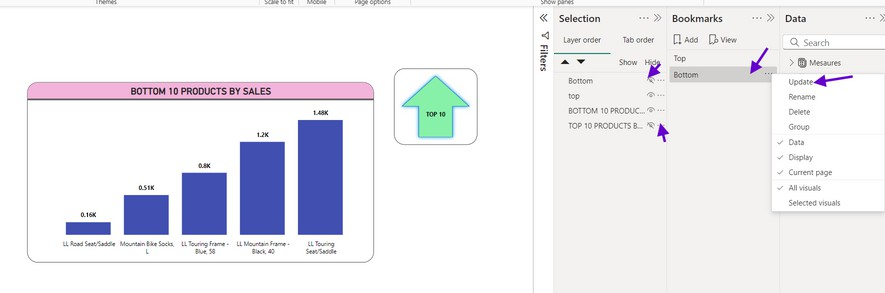 Themes
Scale to fit
Mobile
Page options
Show panels
BOTTOM 10 PRODUCTS BY SALES
0.16K
0.51K
0.8K
1.2K
1.48K
LL Road Seat/Saddle
Mountain Bike Socks,
L
LL Touring Frame -
Blue, 58
LL Mountain Frame -
Black, 40
LL Touring
Seat/Saddle
TOP 10
Filters
Selection
Layer order
Tab order
Show
Hide
Bottom
top
BOTTOM 10 PRODUC...
TOP 10 PRODUCTS B...
Bookmarks
Add
View
Top
Bottom
Data
Search
Mesaures
Update
Rename
Delete
Group
Data
Display
Current page
All visuals
Selected visuals